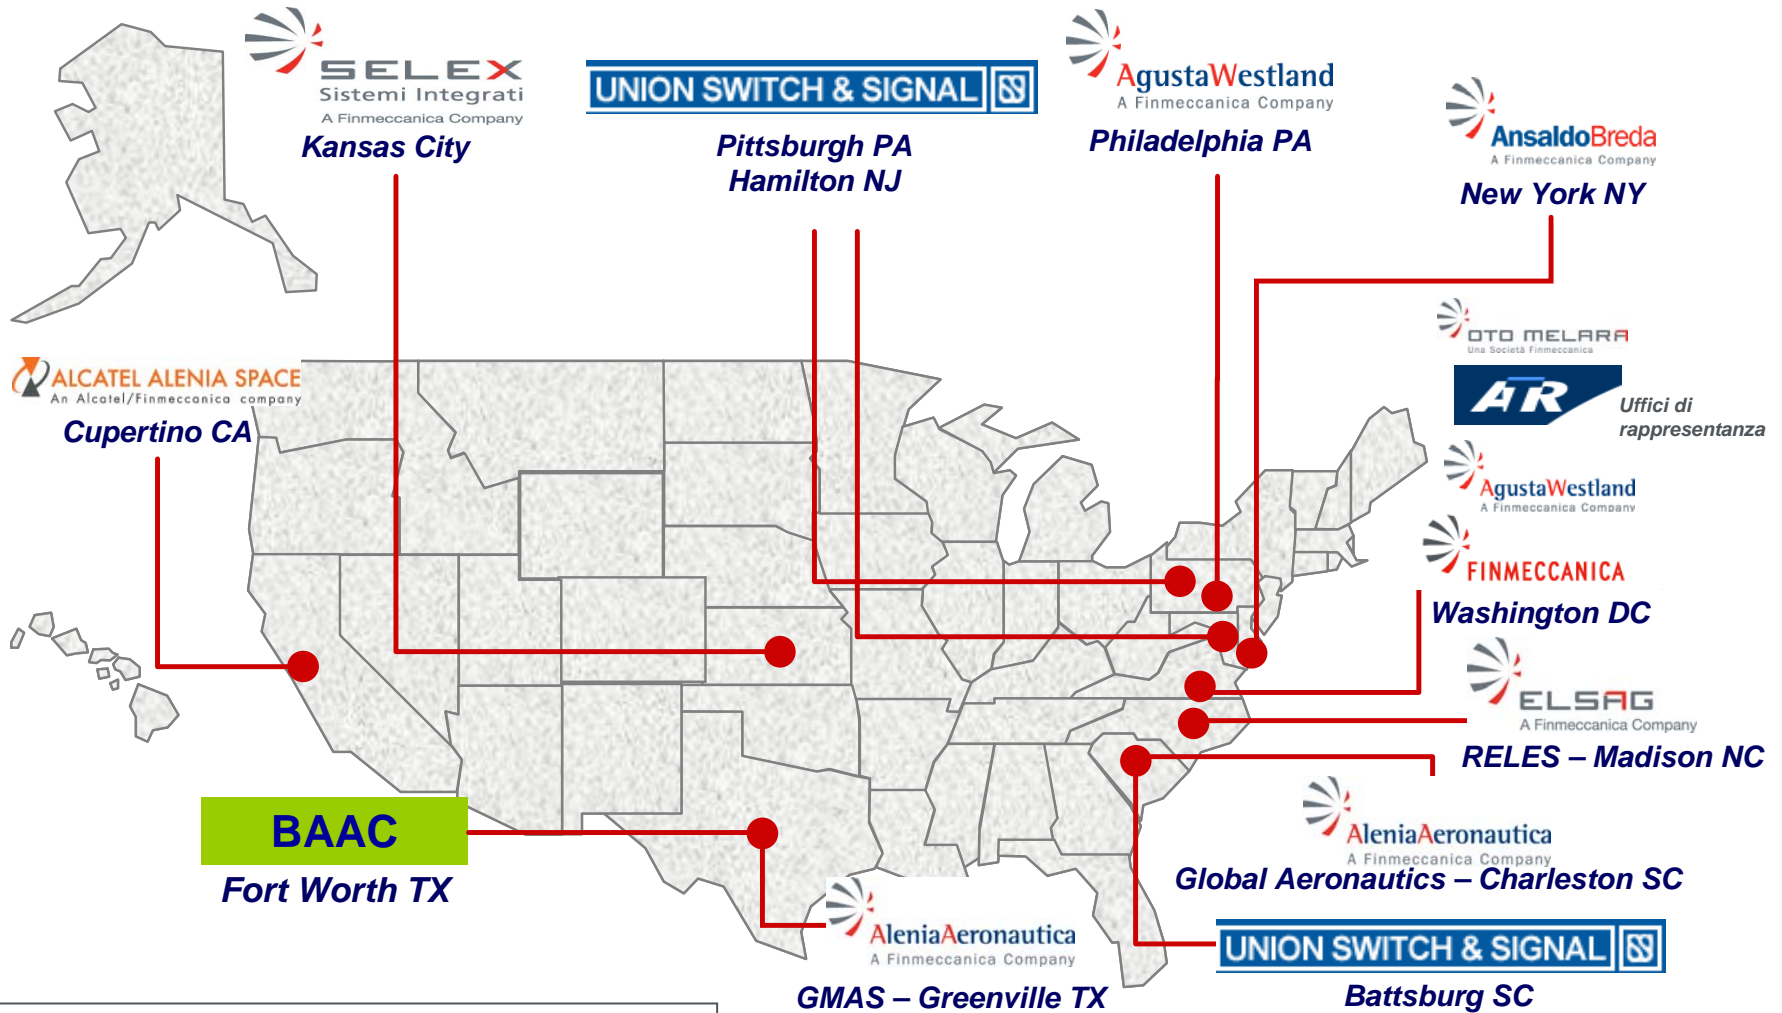 SELEX
Sistemi Integrati
A Finmeccanica Company
Kansas City
UNION SWITCH & SIGNAL
Pittsburgh PA
Hamilton NJ
AgustaWestland
A Finmeccanica Company
Philadelphia PA
AnsaldoBreda
A Finmeccanica Company
New York NY
OTO MELARA
Una Società Finmeccanica
ATR
Uffici di
rappresentanza
AgustaWestland
A Finmeccanica Company
FINMECCANICA
Washington DC
ALCATEL ALENIA SPACE
An Alcatel/Finmeccanica company
Cupertino CA
ELSAG
A Finmeccanica Company
RELES – Madison NC
BAAC
Fort Worth TX
AleniaAeronautica
A Finmeccanica Company
Global Aeronautics – Charleston SC
AleniaAeronautica
A Finmeccanica Company
GMAS – Greenville TX
UNION SWITCH & SIGNAL
Battsburg SC